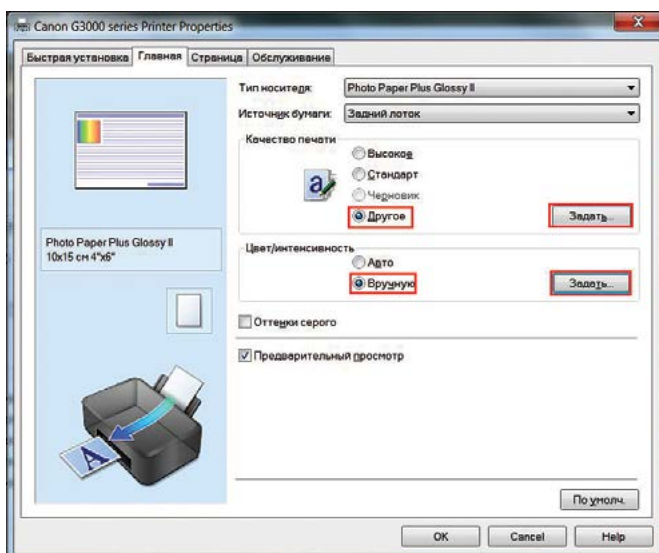 Canon G3000 series Printer Properties
Быстрая установка Главная Страница Обслуживание
Тип носителя: Photo Paper Plus Glossy II
Источник бумаги: Задний лоток
Качество печати
Высокое
Стандарт
Черновик
Другое Задать...
Photo Paper Plus Glossy II
10x15 см 4"x6"
Цвет/интенсивность
Авто
Вручную Задать...
Оттенки серого
Предварительный просмотр
По умолч.
OK Cancel Help